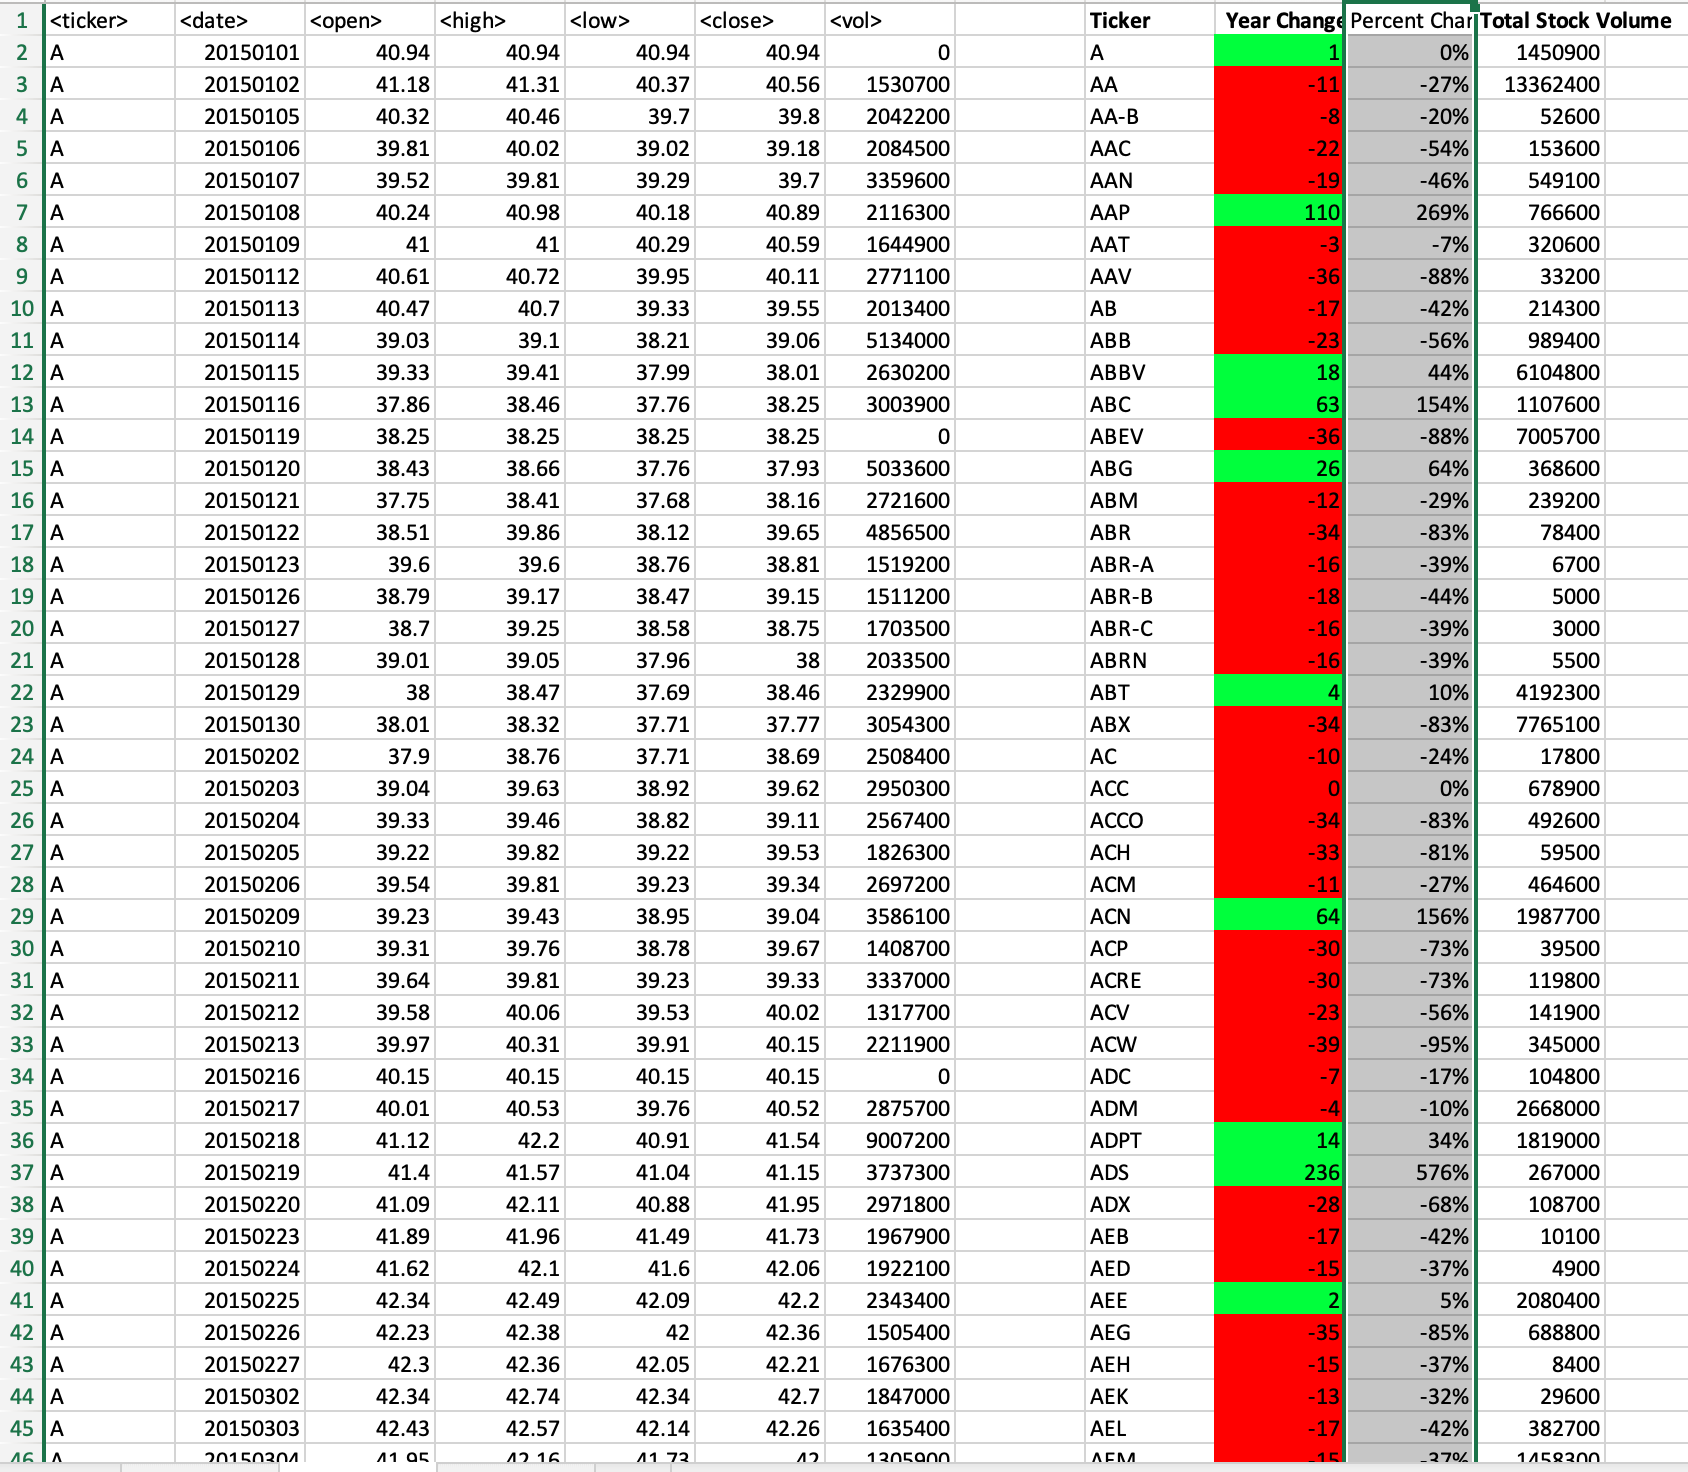 1 <ticker> <date> <open> <high> <low> <close> <vol> Ticker Year Change Percent Char Total Stock Volume
2 A 20150101 40.94 40.94 40.94 40.94 0 A 1 0% 1450900
3 A 20150102 41.18 41.31 40.37 40.56 1530700 AA -11 -27% 13362400
4 A 20150105 40.32 40.46 39.7 39.8 2042200 AA-B -8 -20% 52600
5 A 20150106 39.81 40.02 39.02 39.18 2084500 AAC -22 -54% 153600
6 A 20150107 39.52 39.81 39.29 39.7 3359600 AAN -19 -46% 549100
7 A 20150108 40.24 40.98 40.18 40.89 2116300 AAP 110 269% 766600
8 A 20150109 41 41 40.29 40.59 1644900 AAT -3 -7% 320600
9 A 20150112 40.61 40.72 39.95 40.11 2771100 AAV -36 -88% 33200
10 A 20150113 40.47 40.7 39.33 39.55 2013400 AB -17 -42% 214300
11 A 20150114 39.03 39.1 38.21 39.06 5134000 ABB -23 -56% 989400
12 A 20150115 39.33 39.41 37.99 38.01 2630200 ABBV 18 44% 6104800
13 A 20150116 37.86 38.46 37.76 38.25 3003900 ABC 63 154% 1107600
14 A 20150119 38.25 38.25 38.25 38.25 0 ABEV -36 -88% 7005700
15 A 20150120 38.43 38.66 37.76 37.93 5033600 ABG 26 64% 368600
16 A 20150121 37.75 38.41 37.68 38.16 2721600 ABM -12 -29% 239200
17 A 20150122 38.51 39.86 38.12 39.65 4856500 ABR -34 -83% 78400
18 A 20150123 39.6 39.6 38.76 38.81 1519200 ABR-A -16 -39% 6700
19 A 20150126 38.79 39.17 38.47 39.15 1511200 ABR-B -18 -44% 5000
20 A 20150127 38.7 39.25 38.58 38.75 1703500 ABR-C -16 -39% 3000
21 A 20150128 39.01 39.05 37.96 38 2033500 ABRN -16 -39% 5500
22 A 20150129 38 38.47 37.69 38.46 2329900 ABT 4 10% 4192300
23 A 20150130 38.01 38.32 37.71 37.77 3054300 ABX -34 -83% 7765100
24 A 20150202 37.9 38.76 37.71 38.69 2508400 AC -10 -24% 17800
25 A 20150203 39.04 39.63 38.92 39.62 2950300 ACC 0 0% 678900
26 A 20150204 39.33 39.46 38.82 39.11 2567400 ACCO -34 -83% 492600
27 A 20150205 39.22 39.82 39.22 39.53 1826300 ACH -33 -81% 59500
28 A 20150206 39.54 39.81 39.23 39.34 2697200 ACM -11 -27% 464600
29 A 20150209 39.23 39.43 38.95 39.04 3586100 ACN 64 156% 1987700
30 A 20150210 39.31 39.76 38.78 39.67 1408700 ACP -30 -73% 39500
31 A 20150211 39.64 39.81 39.23 39.33 3337000 ACRE -30 -73% 119800
32 A 20150212 39.58 40.06 39.53 40.02 1317700 ACV -23 -56% 141900
33 A 20150213 39.97 40.31 39.91 40.15 2211900 ACW -39 -95% 345000
34 A 20150216 40.15 40.15 40.15 40.15 0 ADC -7 -17% 104800
35 A 20150217 40.01 40.53 39.76 40.52 2875700 ADM -4 -10% 2668000
36 A 20150218 41.12 42.2 40.91 41.54 9007200 ADPT 14 34% 1819000
37 A 20150219 41.4 41.57 41.04 41.15 3737300 ADS 236 576% 267000
38 A 20150220 41.09 42.11 40.88 41.95 2971800 ADX -28 -68% 108700
39 A 20150223 41.89 41.96 41.49 41.73 1967900 AEB -17 -42% 10100
40 A 20150224 41.62 42.1 41.6 42.06 1922100 AED -15 -37% 4900
41 A 20150225 42.34 42.49 42.09 42.2 2343400 AEE 2 5% 2080400
42 A 20150226 42.23 42.38 42 42.36 1505400 AEG -35 -85% 688800
43 A 20150227 42.3 42.36 42.05 42.21 1676300 AEH -15 -37% 8400
44 A 20150302 42.34 42.74 42.34 42.7 1847000 AEK -13 -32% 29600
45 A 20150303 42.43 42.57 42.14 42.26 1635400 AEL -17 -42% 382700
46 A 20150304 41.95 42.16 41.73 42 1305900 AEM -15 -37% 1458300